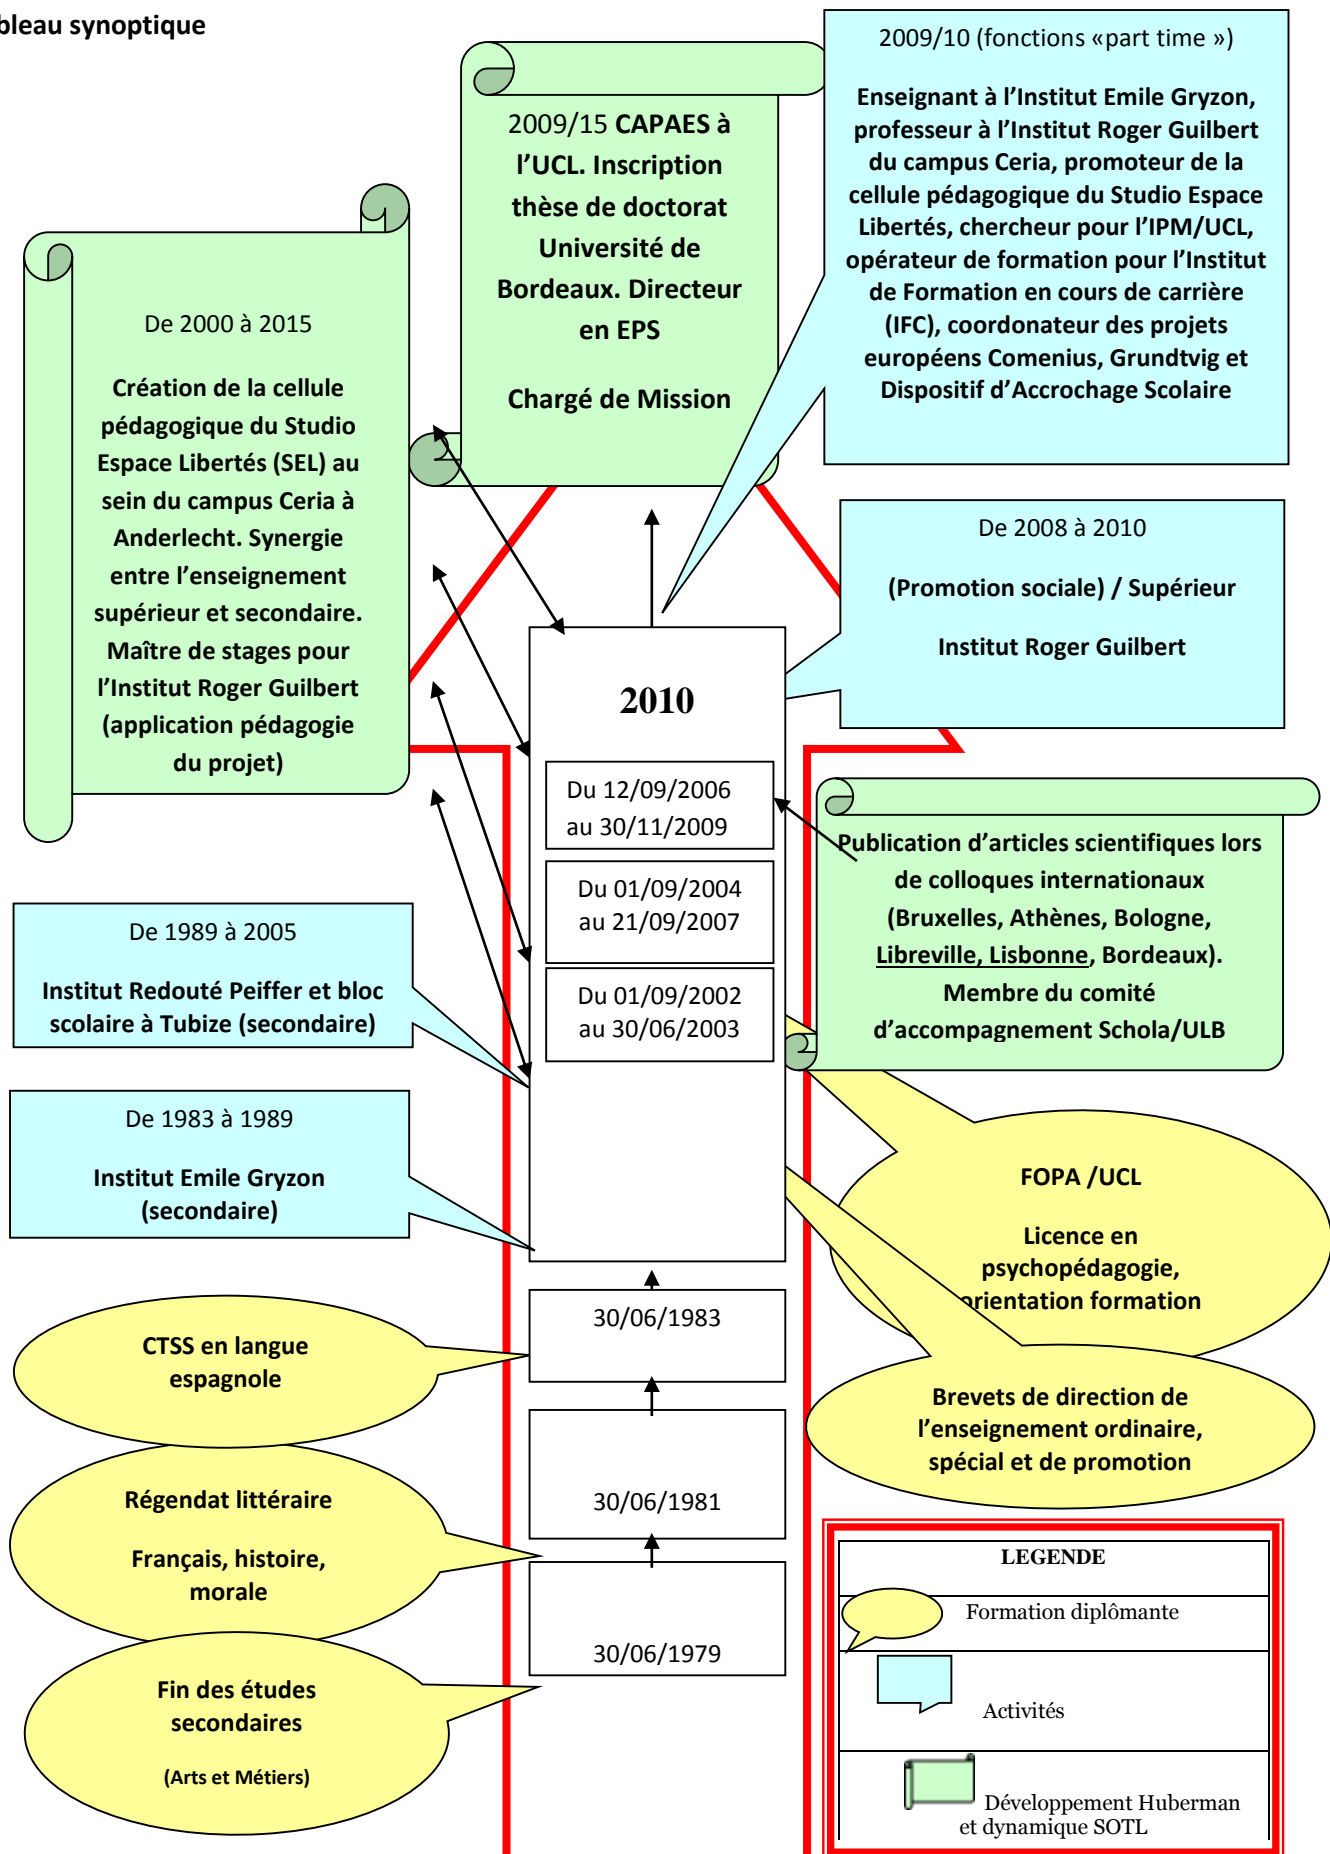 bleau synoptique
2009/10 (fonctions «part time »)
Enseignant à l’Institut Emile Gryzon,
professeur à l’Institut Roger Guilbert
du campus Ceria, promoteur de la
cellule pédagogique du Studio Espace
Libertés, chercheur pour l’IPM/UCL,
opérateur de formation pour l’Institut
de Formation en cours de carrière
(IFC), coordonateur des projets
européens Comenius, Grundtvig et
Dispositif d’Accrochage Scolaire
2009/15 CAPAES à
l’UCL. Inscription
thèse de doctorat
Université de
Bordeaux. Directeur
en EPS
Chargé de Mission
De 2000 à 2015
Création de la cellule
pédagogique du Studio
Espace Libertés (SEL) au
sein du campus Ceria à
Anderlecht. Synergie
entre l’enseignement
supérieur et secondaire.
Maître de stages pour
l’Institut Roger Guilbert
(application pédagogie
du projet)
De 2008 à 2010
(Promotion sociale) / Supérieur
Institut Roger Guilbert
2010
Du 12/09/2006
au 30/11/2009
Du 01/09/2004
au 21/09/2007
Du 01/09/2002
au 30/06/2003
Publication d’articles scientifiques lors
de colloques internationaux
(Bruxelles, Athènes, Bologne,
Libreville, Lisbonne, Bordeaux).
Membre du comité
d’accompagnement Schola/ULB
De 1989 à 2005
Institut Redouté Peiffer et bloc
scolaire à Tubize (secondaire)
De 1983 à 1989
Institut Emile Gryzon
(secondaire)
FOPA /UCL
Licence en
psychopédagogie,
orientation formation
30/06/1983
CTSS en langue
espagnole
Brevets de direction de
l’enseignement ordinaire,
spécial et de promotion
30/06/1981
Régendat littéraire
Français, histoire,
morale
30/06/1979
Fin des études
secondaires
(Arts et Métiers)
LEGENDE
Formation diplômante
Activités
Développement Huberman
et dynamique SOTL